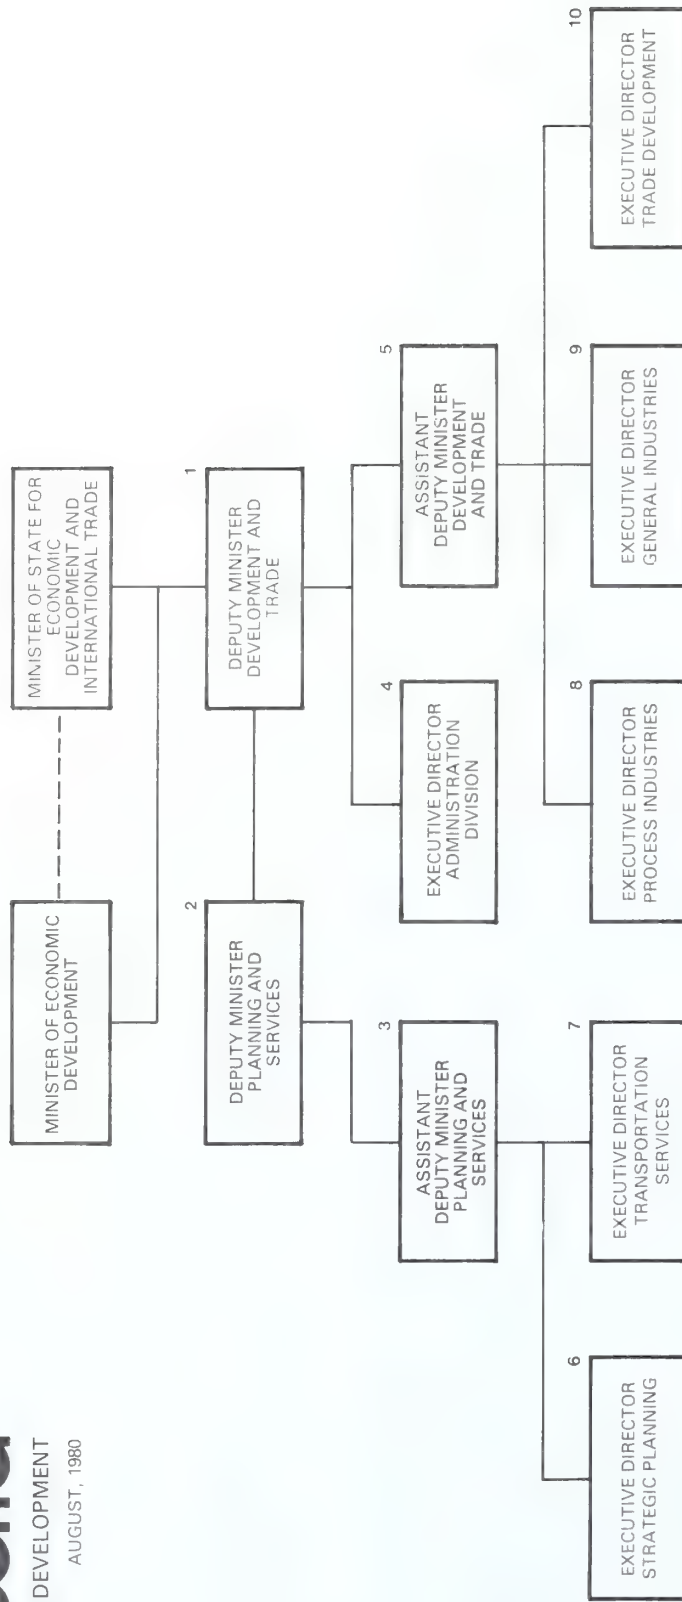 DEVELOPMENT
AUGUST, 1980
MINISTER OF ECONOMIC
DEVELOPMENT
MINISTER OF STATE FOR
ECONOMIC
DEVELOPMENT AND
INTERNATIONAL TRADE
2
DEPUTY MINISTER
PLANNING AND
SERVICES
1
DEPUTY MINISTER
DEVELOPMENT AND
TRADE
3
ASSISTANT
DEPUTY MINISTER
PLANNING AND
SERVICES
4
EXECUTIVE DIRECTOR
ADMINISTRATION
DIVISION
5
ASSISTANT
DEPUTY MINISTER
DEVELOPMENT
AND TRADE
6
EXECUTIVE DIRECTOR
STRATEGIC PLANNING
7
EXECUTIVE DIRECTOR
TRANSPORTATION
SERVICES
8
EXECUTIVE DIRECTOR
PROCESS INDUSTRIES
9
EXECUTIVE DIRECTOR
GENERAL INDUSTRIES
10
EXECUTIVE DIRECTOR
TRADE DEVELOPMENT